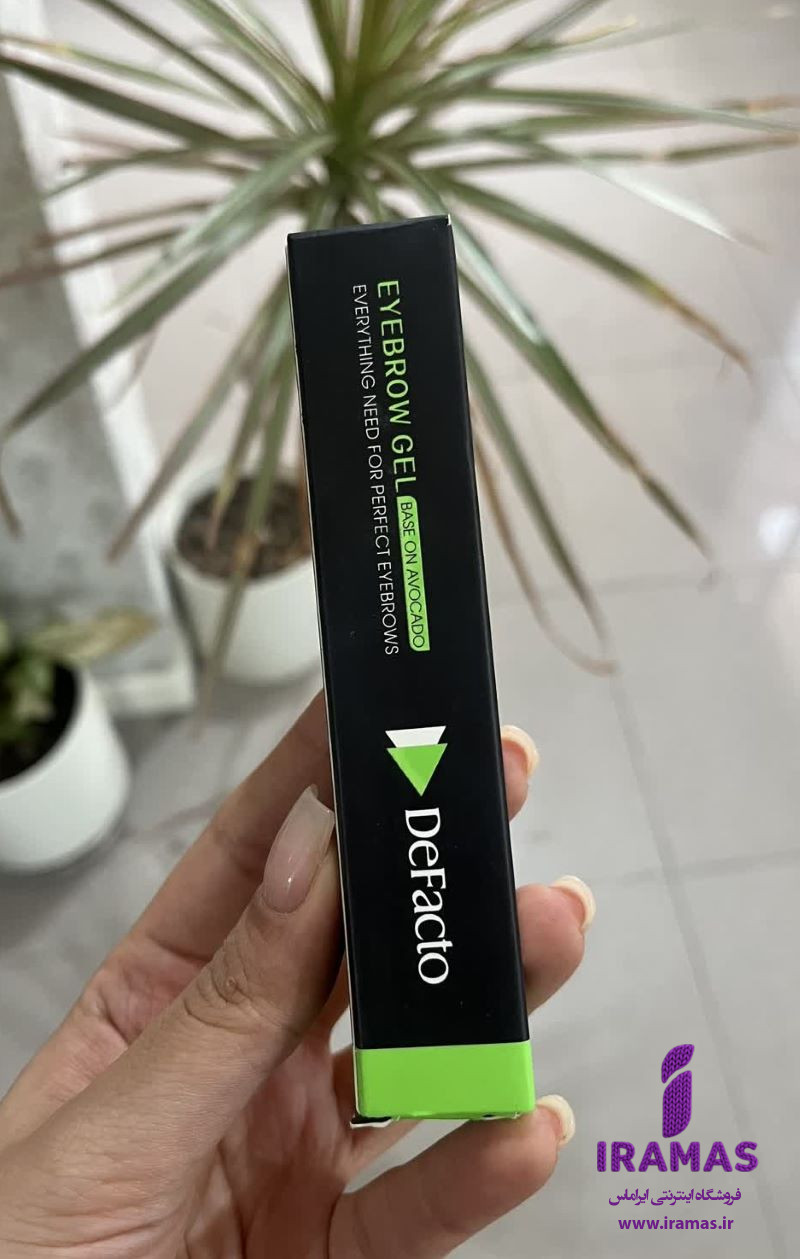 EYEBROW GEL BASE ON AVOCADO
EVERYTHING NEED FOR PERFECT EYEBROWS
DeFacto
IRAMAS
فروشگاه اینترنتی ایراماس
www.iramas.ir